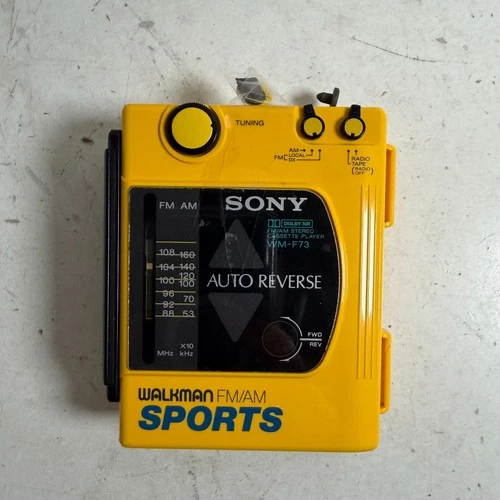 TUNING
AM
FM
LOCAL
DX
RADIO
TAPE
(RADIO OFF)
FM AM
SONY
DOLBY NR
FM/AM STEREO
CASSETTE PLAYER
WM-F73
108 160
104 140
120
100 100
96 70
92
88 53
AUTO REVERSE
FWD
REV
X10
MHz kHz
WALKMAN FM/AM
SPORTS